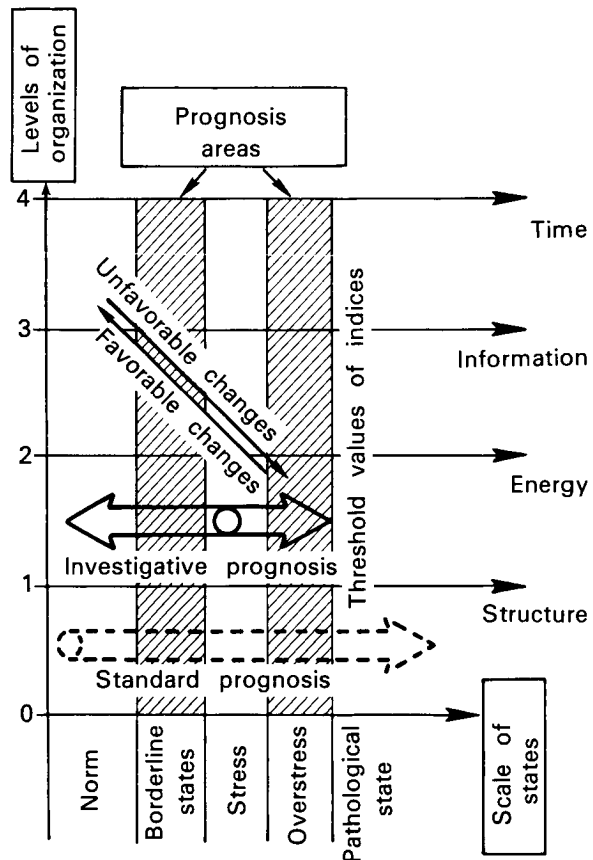 Levels of
organization
Prognosis
areas
4
Time
Unfavorable changes
Favorable changes
Threshold values of indices
3
Information
2
Energy
Investigative prognosis
1
Structure
Standard prognosis
0
Norm
Borderline
states
Stress
Overstress
Pathological
state
Scale of
states